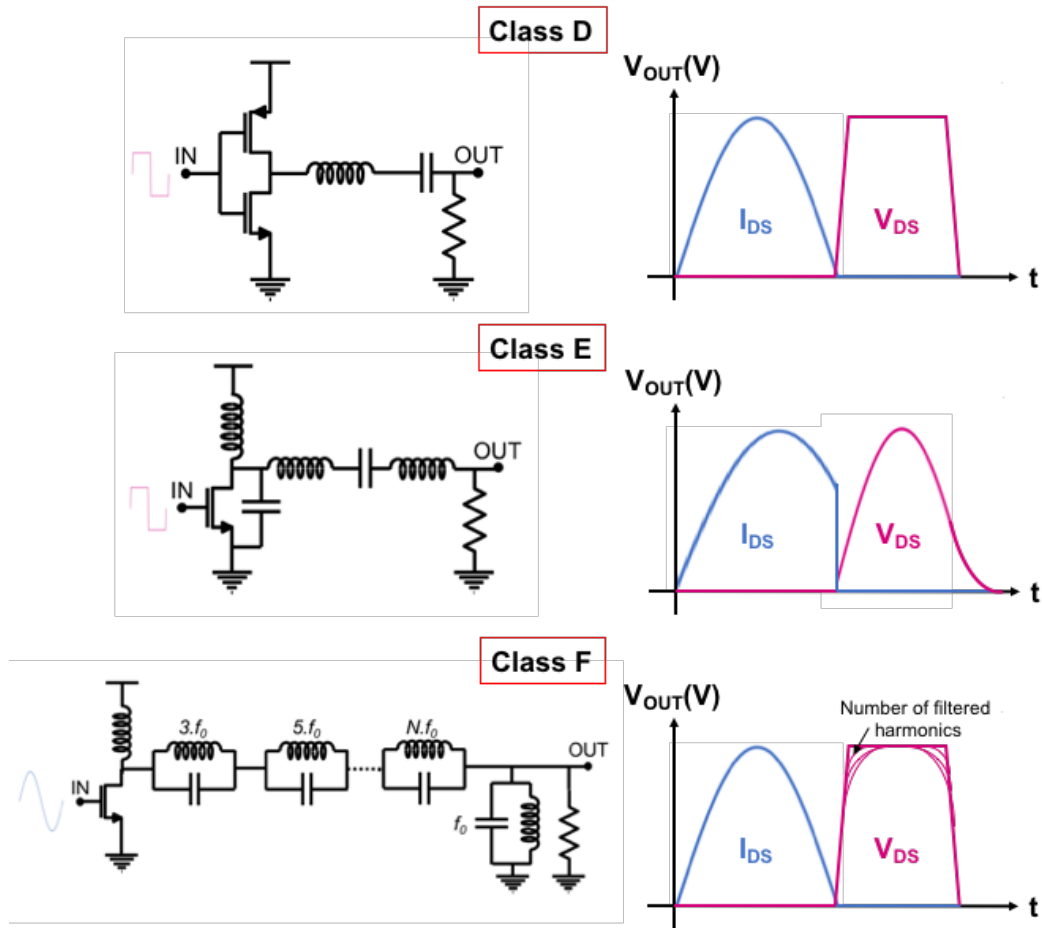 Class D
V_OUT(V)
IN
OUT
I_DS
V_DS
t
Class E
V_OUT(V)
OUT
IN
I_DS
V_DS
t
Class F
V_OUT(V)
Number of filtered
harmonics
3.f_0
5.f_0
N.f_0
OUT
IN
f_0
I_DS
V_DS
t